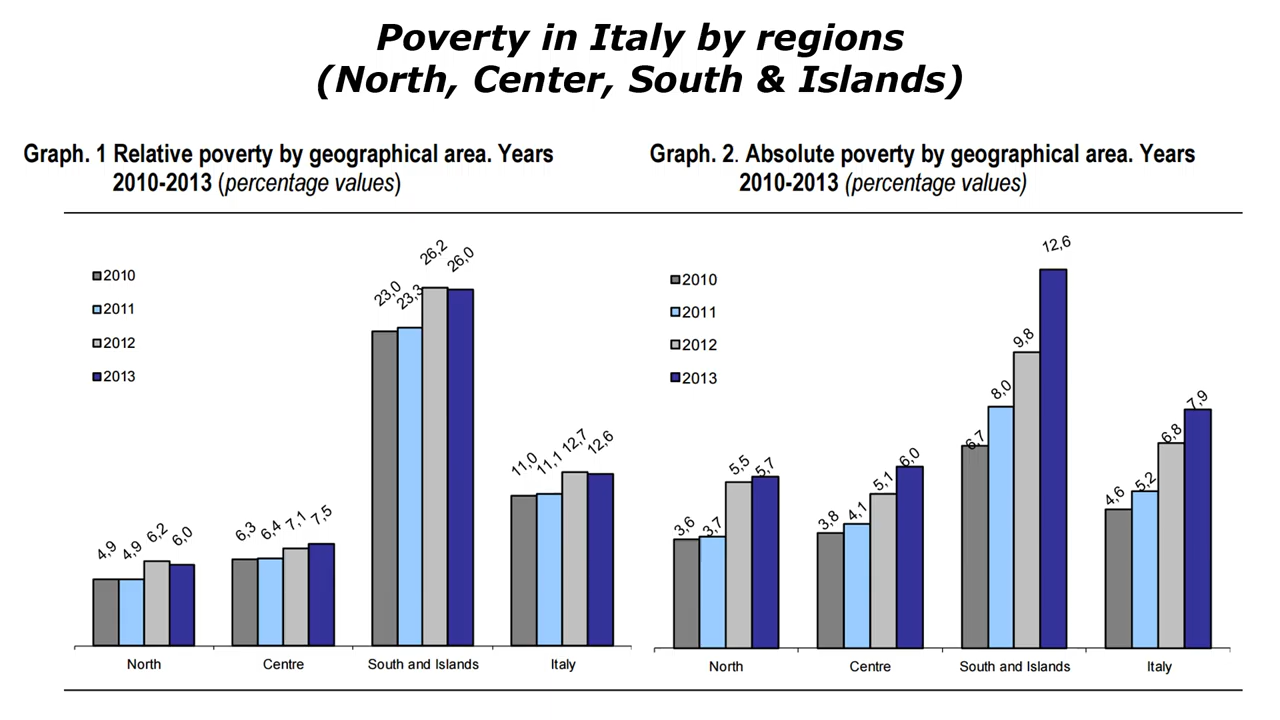 Poverty in Italy by regions
(North, Center, South & Islands)
Graph. 1 Relative poverty by geographical area. Years
2010-2013 (percentage values)
2010
2011
2012
2013
4,9
4,9
6,2
6,0
6,3
6,4
7,1
7,5
23,0
23,3
26,2
26,0
11,0
11,1
12,7
12,6
North
Centre
South and Islands
Italy
Graph. 2. Absolute poverty by geographical area. Years
2010-2013 (percentage values)
2010
2011
2012
2013
3,6
3,7
5,5
5,7
3,8
4,1
5,1
6,0
6,7
8,0
9,8
12,6
4,6
5,2
6,8
7,9
North
Centre
South and Islands
Italy